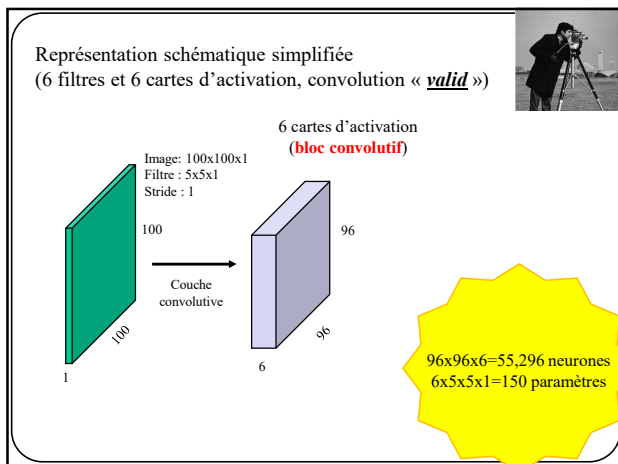 Représentation schématique simplifiée
(6 filtres et 6 cartes d’activation, convolution « valid »)
6 cartes d’activation
(bloc convolutif)
Image: 100x100x1
Filtre : 5x5x1
Stride : 1
100
96
Couche
convolutive
100
96
1
6
96x96x6=55,296 neurones
6x5x5x1=150 paramètres